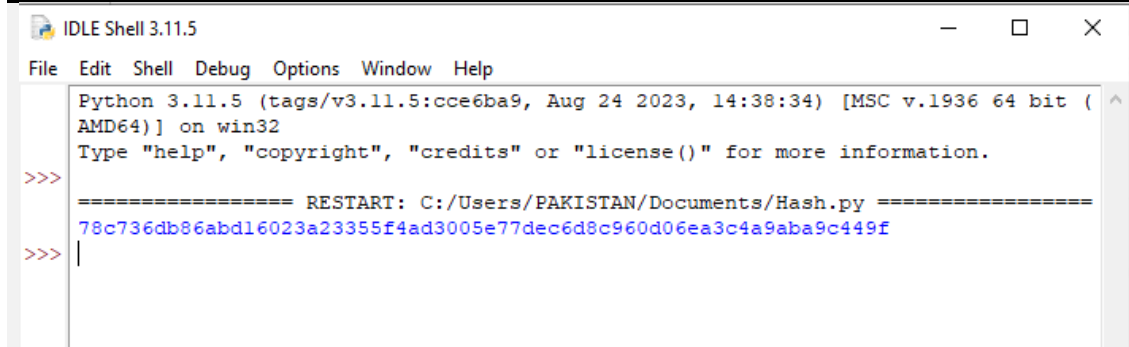 IDLE Shell 3.11.5
File Edit Shell Debug Options Window Help
Python 3.11.5 (tags/v3.11.5:cce6ba9, Aug 24 2023, 14:38:34) [MSC v.1936 64 bit (
AMD64)] on win32
Type "help", "copyright", "credits" or "license()" for more information.
>>>
================= RESTART: C:/Users/PAKISTAN/Documents/Hash.py =================
78c736db86abd16023a23355f4ad3005e77dec6d8c960d06ea3c4a9aba9c449f
>>>